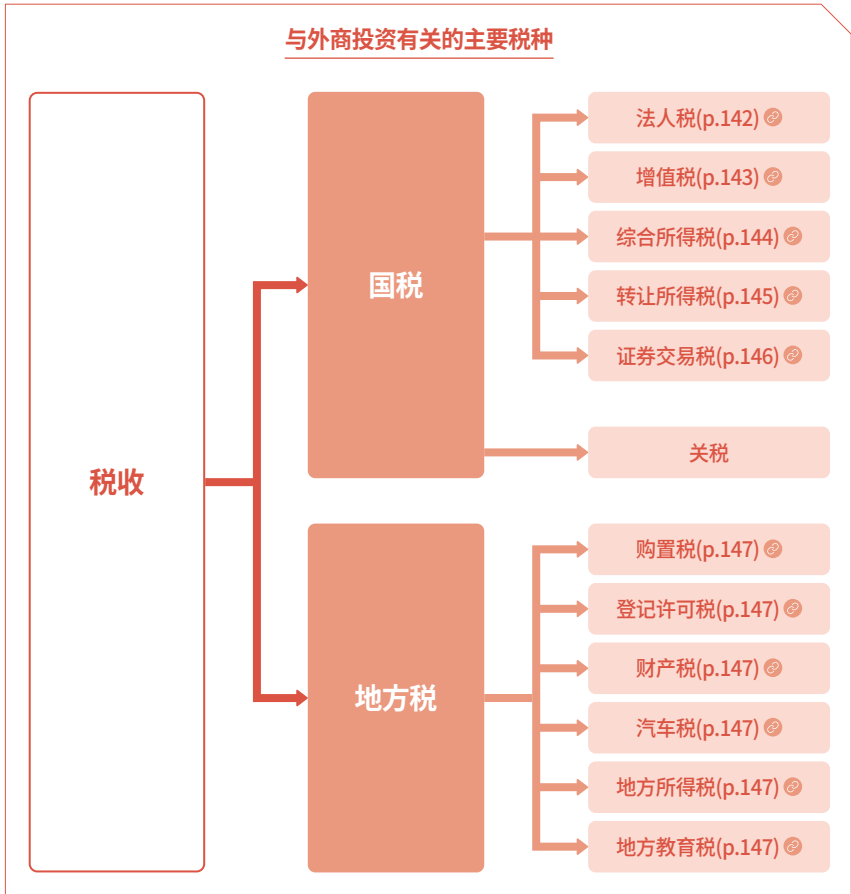 与外商投资有关的主要税种
税收
国税
法人税(p.142)
增值税(p.143)
综合所得税(p.144)
转让所得税(p.145)
证券交易税(p.146)
关税
地方税
购置税(p.147)
登记许可税(p.147)
财产税(p.147)
汽车税(p.147)
地方所得税(p.147)
地方教育税(p.147)